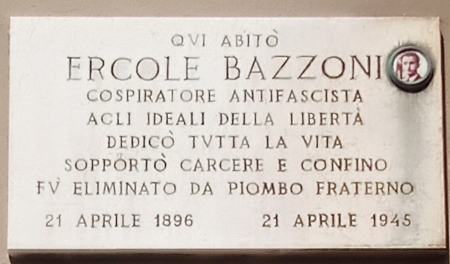 QVI ABITÒ
ERCOLE BAZZONI
COSPIRATORE ANTIFASCISTA
AGLI IDEALI DELLA LIBERTÀ
DEDICÒ TVTTA LA VITA
SOPPORTÒ CARCERE E CONFINO
FÙ ELIMINATO DA PIOMBO FRATERNO
21 APRILE 1896 21 APRILE 1945